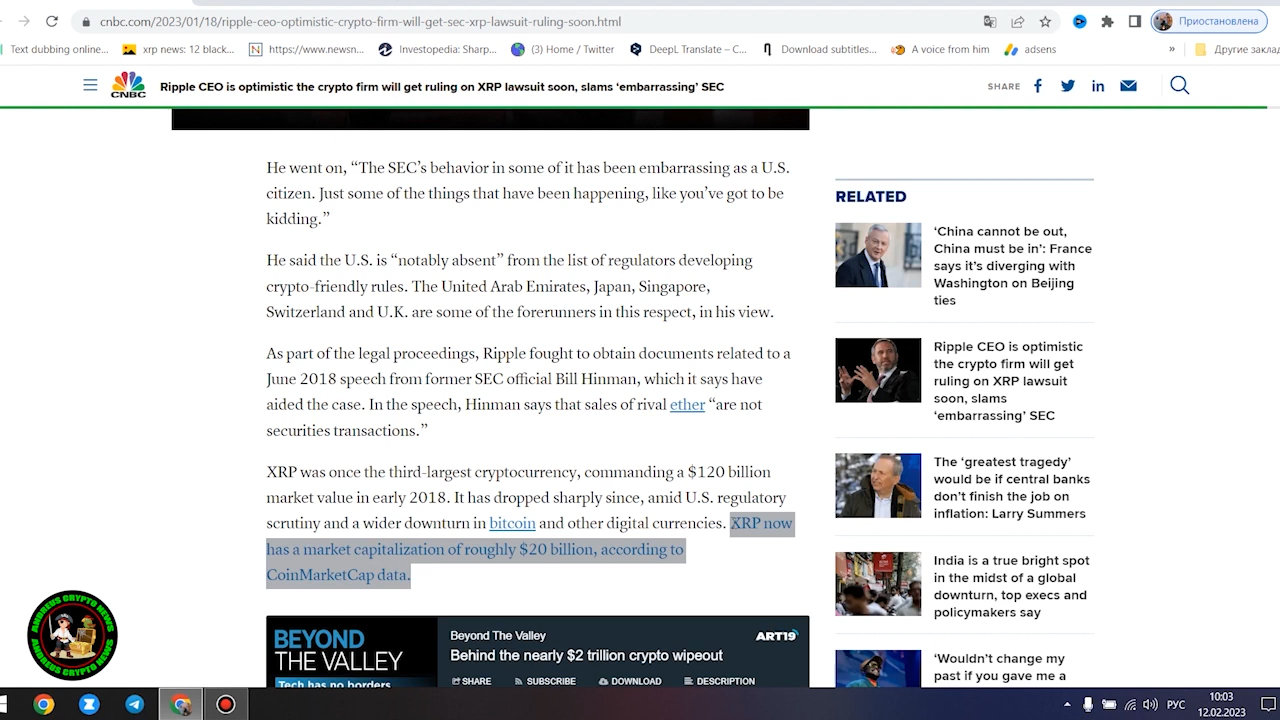 cnbc.com/2023/01/18/ripple-ceo-optimistic-crypto-firm-will-get-sec-xrp-lawsuit-ruling-soon.html
Приостановлена
Text dubbing online...
xrp news: 12 black...
https://www.newsn...
Investopedia: Sharp...
(3) Home / Twitter
DeepL Translate – C...
Download subtitles...
A voice from him
adsens
»
Другие закла
CNBC
Ripple CEO is optimistic the crypto firm will get ruling on XRP lawsuit soon, slams ‘embarrassing’ SEC
SHARE
He went on, “The SEC’s behavior in some of it has been embarrassing as a U.S.
citizen. Just some of the things that have been happening, like you’ve got to be
kidding.”
He said the U.S. is “notably absent” from the list of regulators developing
crypto-friendly rules. The United Arab Emirates, Japan, Singapore,
Switzerland and U.K. are some of the forerunners in this respect, in his view.
As part of the legal proceedings, Ripple fought to obtain documents related to a
June 2018 speech from former SEC official Bill Hinman, which it says have
aided the case. In the speech, Hinman says that sales of rival ether “are not
securities transactions.”
XRP was once the third-largest cryptocurrency, commanding a $120 billion
market value in early 2018. It has dropped sharply since, amid U.S. regulatory
scrutiny and a wider downturn in bitcoin and other digital currencies. XRP now
has a market capitalization of roughly $20 billion, according to
CoinMarketCap data.
RELATED
‘China cannot be out,
China must be in’: France
says it’s diverging with
Washington on Beijing
ties
Ripple CEO is optimistic
the crypto firm will get
ruling on XRP lawsuit
soon, slams
‘embarrassing’ SEC
The ‘greatest tragedy’
would be if central banks
don’t finish the job on
inflation: Larry Summers
India is a true bright spot
in the midst of a global
downturn, top execs and
policymakers say
‘Wouldn’t change my
past if you gave me a
BEYOND
THE VALLEY
Tech has no borders
Beyond The Valley
Behind the nearly $2 trillion crypto wipeout
ART19
SHARE
SUBSCRIBE
DOWNLOAD
DESCRIPTION
ANDREUS CRYPTO NEWS
ANDREUS CRYPTO NEWS
РУС
10:03
12.02.2023